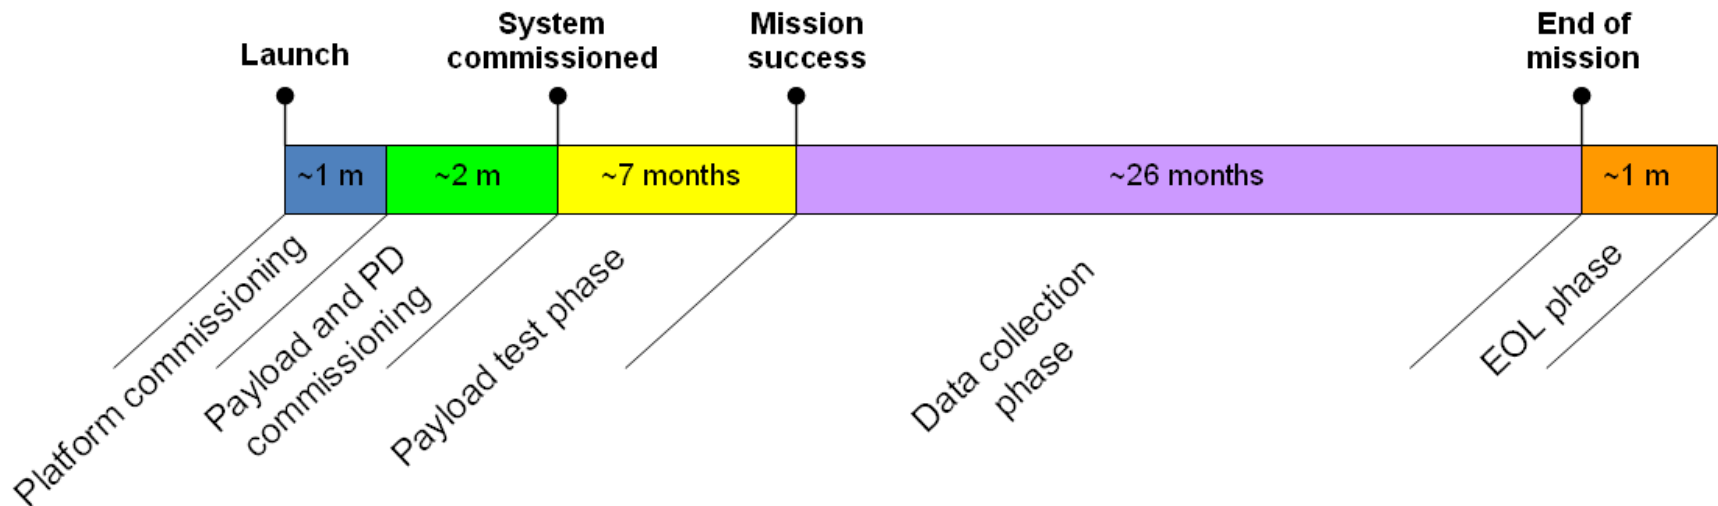 Launch
System
commissioned
Mission
success
End of
mission
~1 m
~2 m
~7 months
~26 months
~1 m
Platform commissioning
Payload and PD
commissioning
Payload test phase
Data collection
phase
EOL phase